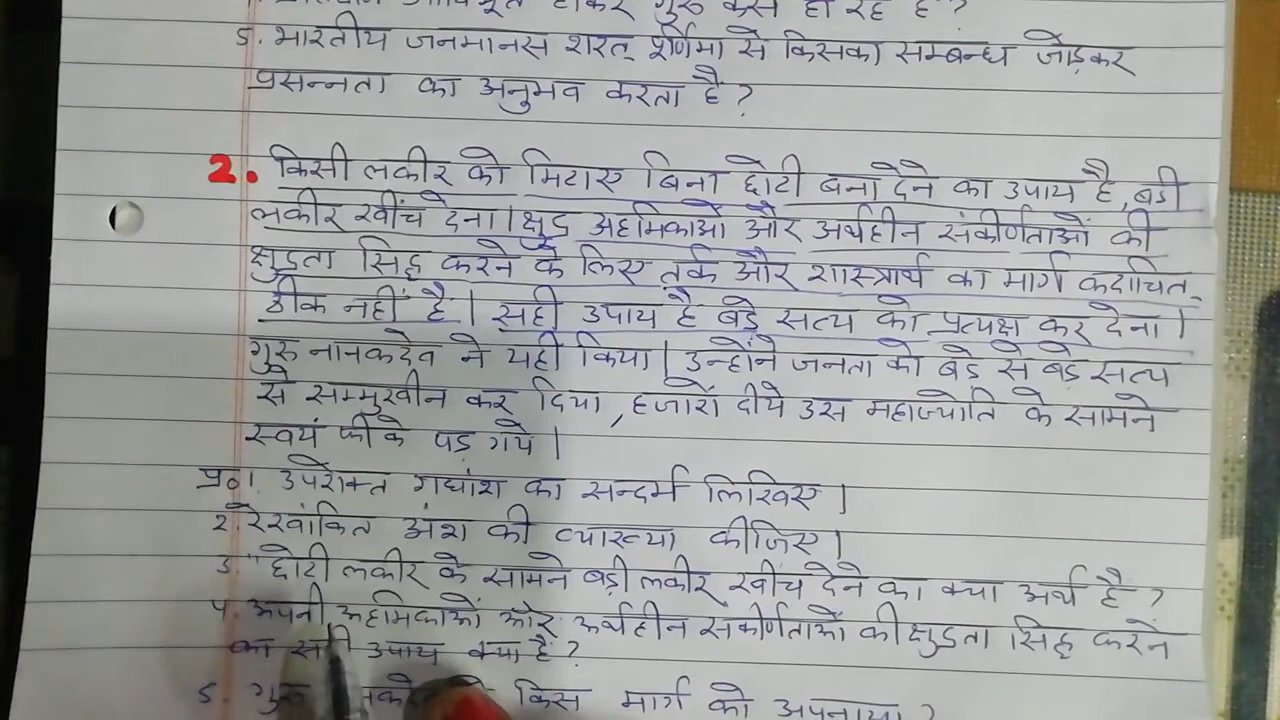 गुरु कैसे हो रहे है ?
5. भारतीय जनमानस शरत् पूर्णिमा से किसका सम्बन्ध जोड़कर
प्रसन्नता का अनुभव करता है ?
2. किसी लकीर को मिटाए बिना छोटी बना देने का उपाय है, बडी
लकीर खींच देना । क्षुद्र अहमिकाओं और अर्थहीन संकीर्णताओं की
क्षुद्रता सिद्ध करने के लिए तर्क और शास्त्रार्थ का मार्ग कदाचित्
ठीक नहीं है । सही उपाय है बड़े सत्य को प्रत्यक्ष कर देना ।
गुरु नानकदेव ने यही किया । उन्होंने जनता को बड़े से बड़े सत्य
से सम्मुखीन कर दिया, हजारों दीये उस महाज्योति के सामने
स्वयं फीके पड़ गये ।
प्र०1. उपरोक्त गद्यांश का सन्दर्भ लिखिए ।
2. रेखांकित अंश की व्याख्या कीजिए ।
3. " छोटी लकीर के सामने बड़ी लकीर खींच देने का क्या अर्थ है ?
4. अपनी अहमिकाओं और अर्थहीन संकीर्णताओं की क्षुद्रता सिद्ध करने
का सही उपाय क्या है ?
5. गुरु किस मार्ग को अपनाया ?